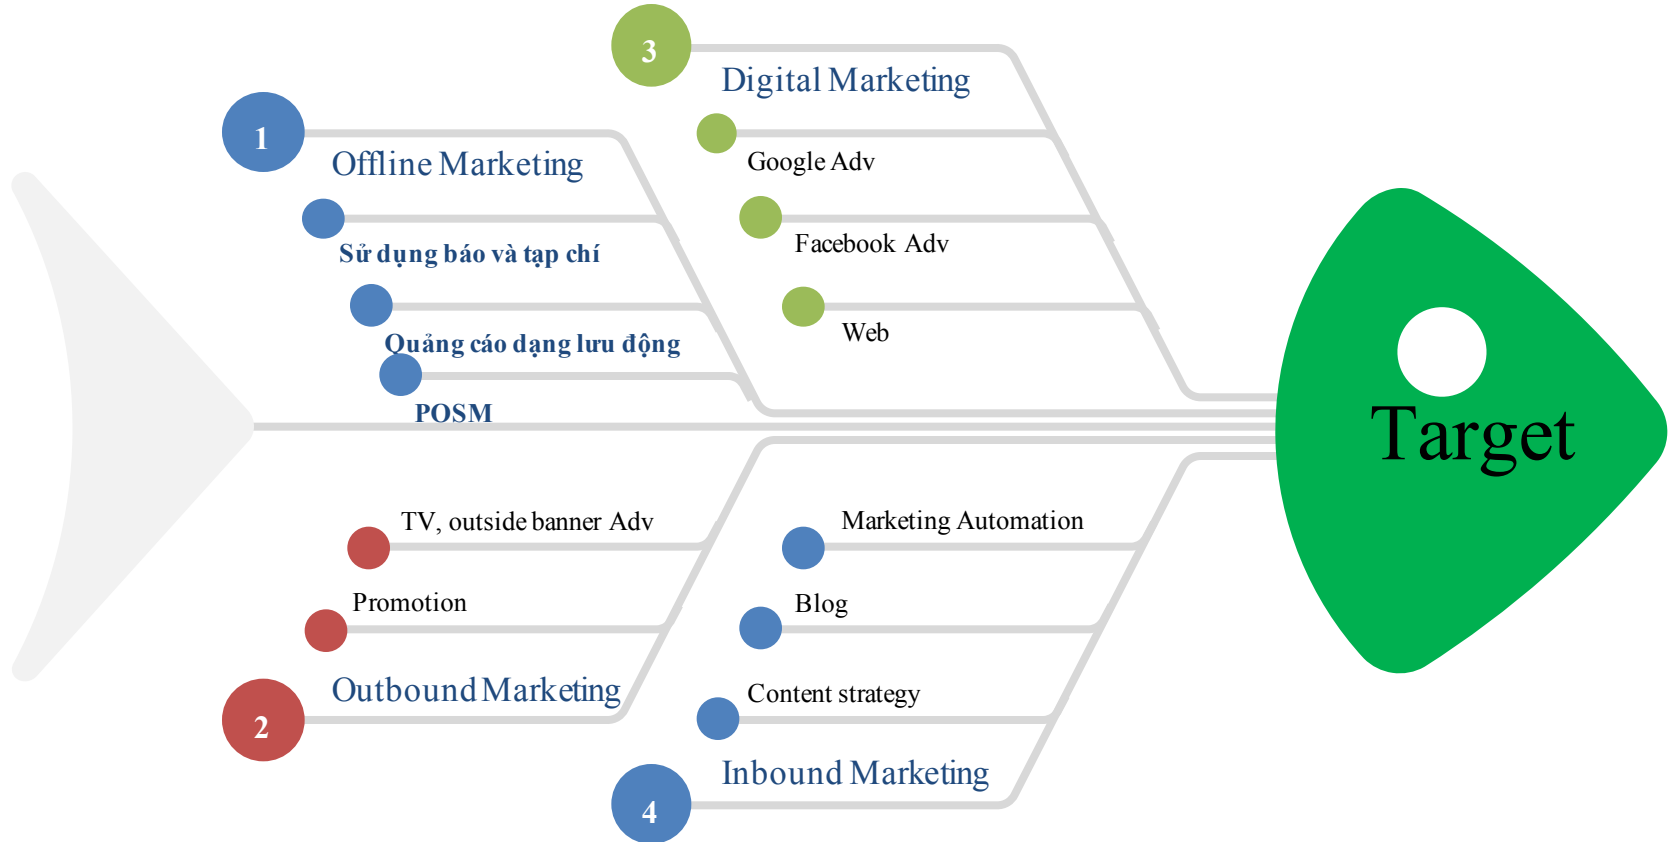 1
Offline Marketing
Sử dụng báo và tạp chí
Quảng cáo dạng lưu động
POSM
2
TV, outside banner Adv
Promotion
Outbound Marketing
3
Digital Marketing
Google Adv
Facebook Adv
Web
4
Marketing Automation
Blog
Content strategy
Inbound Marketing
Target